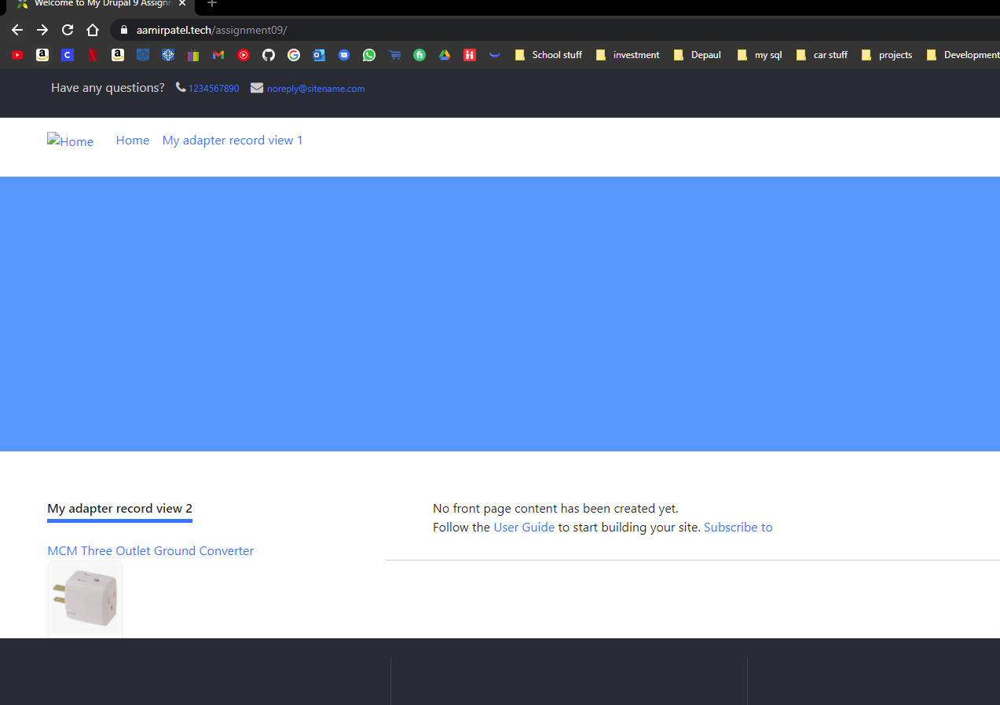 Welcome to My Drupal 9 Assignm
aamirpatel.tech/assignment09/
School stuff investment Depaul my sql car stuff projects Development
Have any questions? 1234567890 noreply@sitename.com
Home Home My adapter record view 1
My adapter record view 2
No front page content has been created yet.
Follow the User Guide to start building your site. Subscribe to
MCM Three Outlet Ground Converter